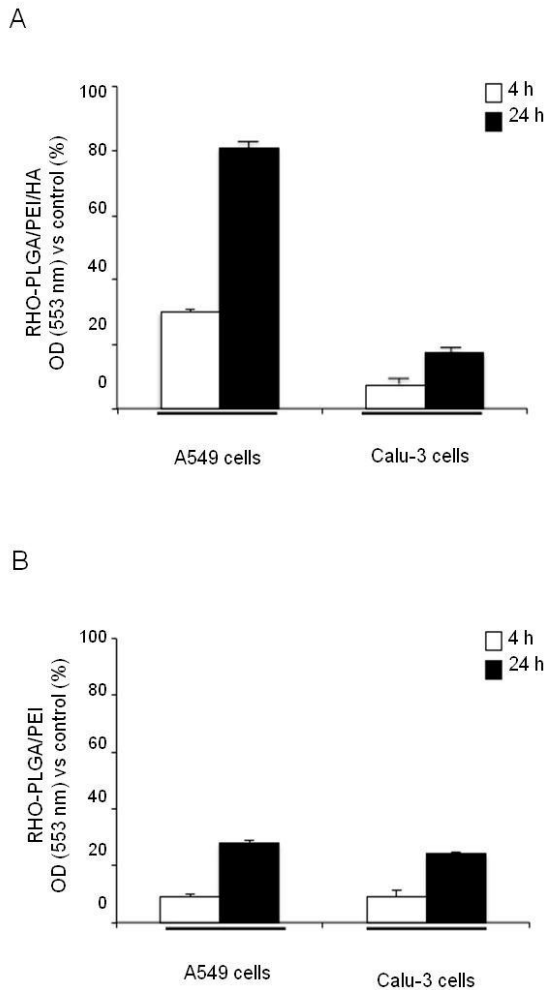 A
RHO-PLGA/PEI/HA
OD (553 nm) vs control (%)
100
80
60
40
20
0
4 h
24 h
A549 cells
Calu-3 cells
B
RHO-PLGA/PEI
OD (553 nm) vs control (%)
100
80
60
40
20
0
4 h
24 h
A549 cells
Calu-3 cells